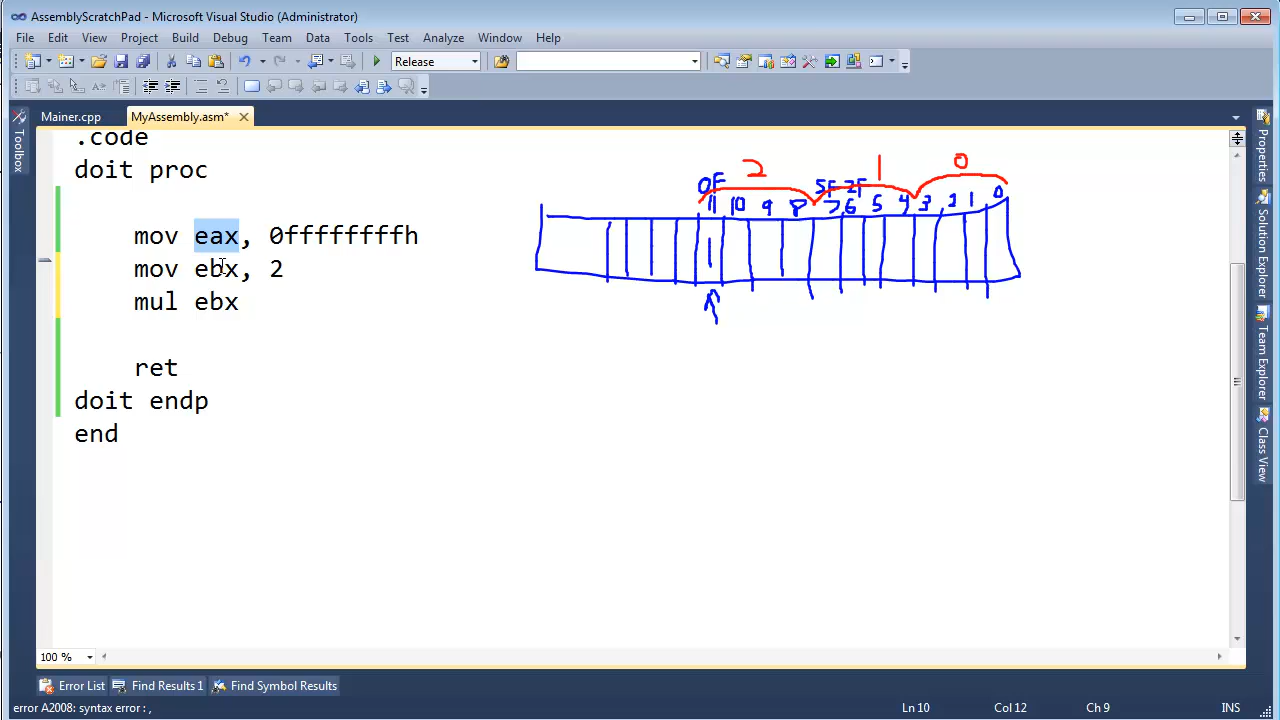 AssemblyScratchPad - Microsoft Visual Studio (Administrator)
File Edit View Project Build Debug Team Data Tools Test Analyze Window Help
Release
Mainer.cpp MyAssembly.asm*
Toolbox
.code
doit proc
mov eax, 0ffffffffh
mov ebx, 2
mul ebx
ret
doit endp
end
2 1 0
0F 5F 2F
11 10 9 8 7 6 5 4 3 2 1 0
1
Properties
Solution Explorer
Team Explorer
Class View
100 %
Error List Find Results 1 Find Symbol Results
error A2008: syntax error : , Ln 10 Col 12 Ch 9 INS